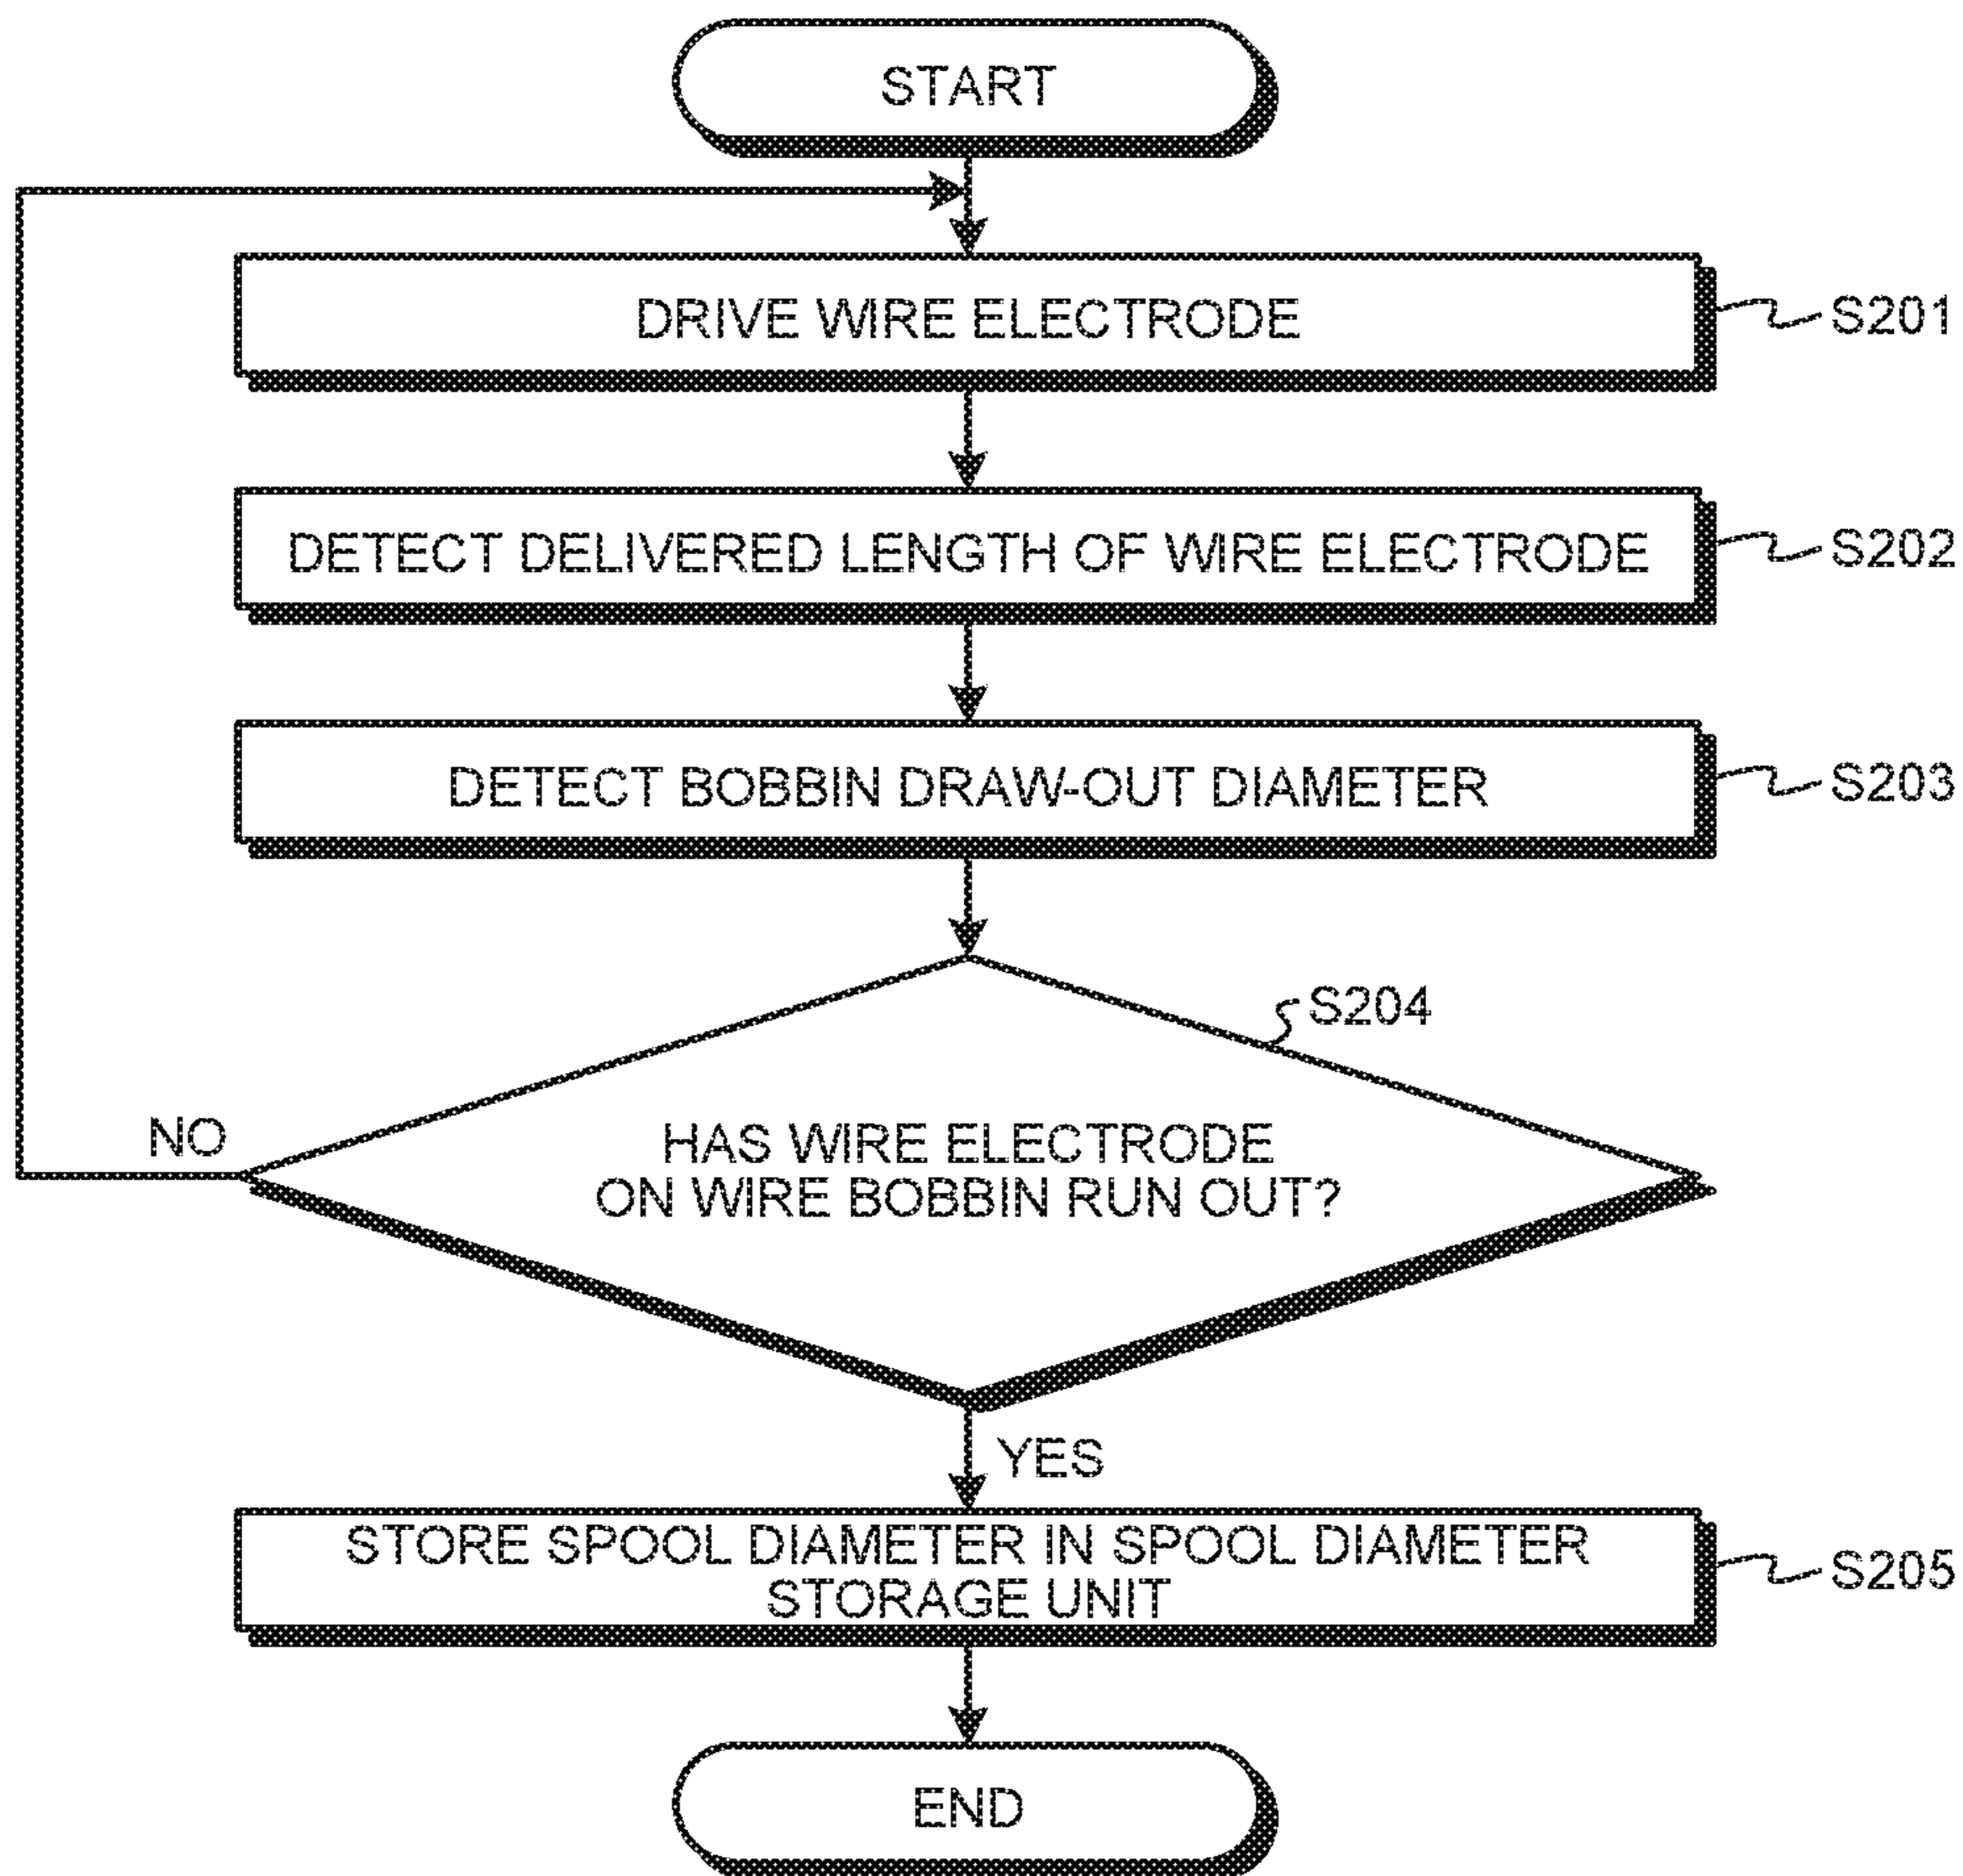 START
DRIVE WIRE ELECTRODE
S201
DETECT DELIVERED LENGTH OF WIRE ELECTRODE
S202
DETECT BOBBIN DRAW-OUT DIAMETER
S203
S204
NO
HAS WIRE ELECTRODE
ON WIRE BOBBIN RUN OUT?
YES
STORE SPOOL DIAMETER IN SPOOL DIAMETER
STORAGE UNIT
S205
END